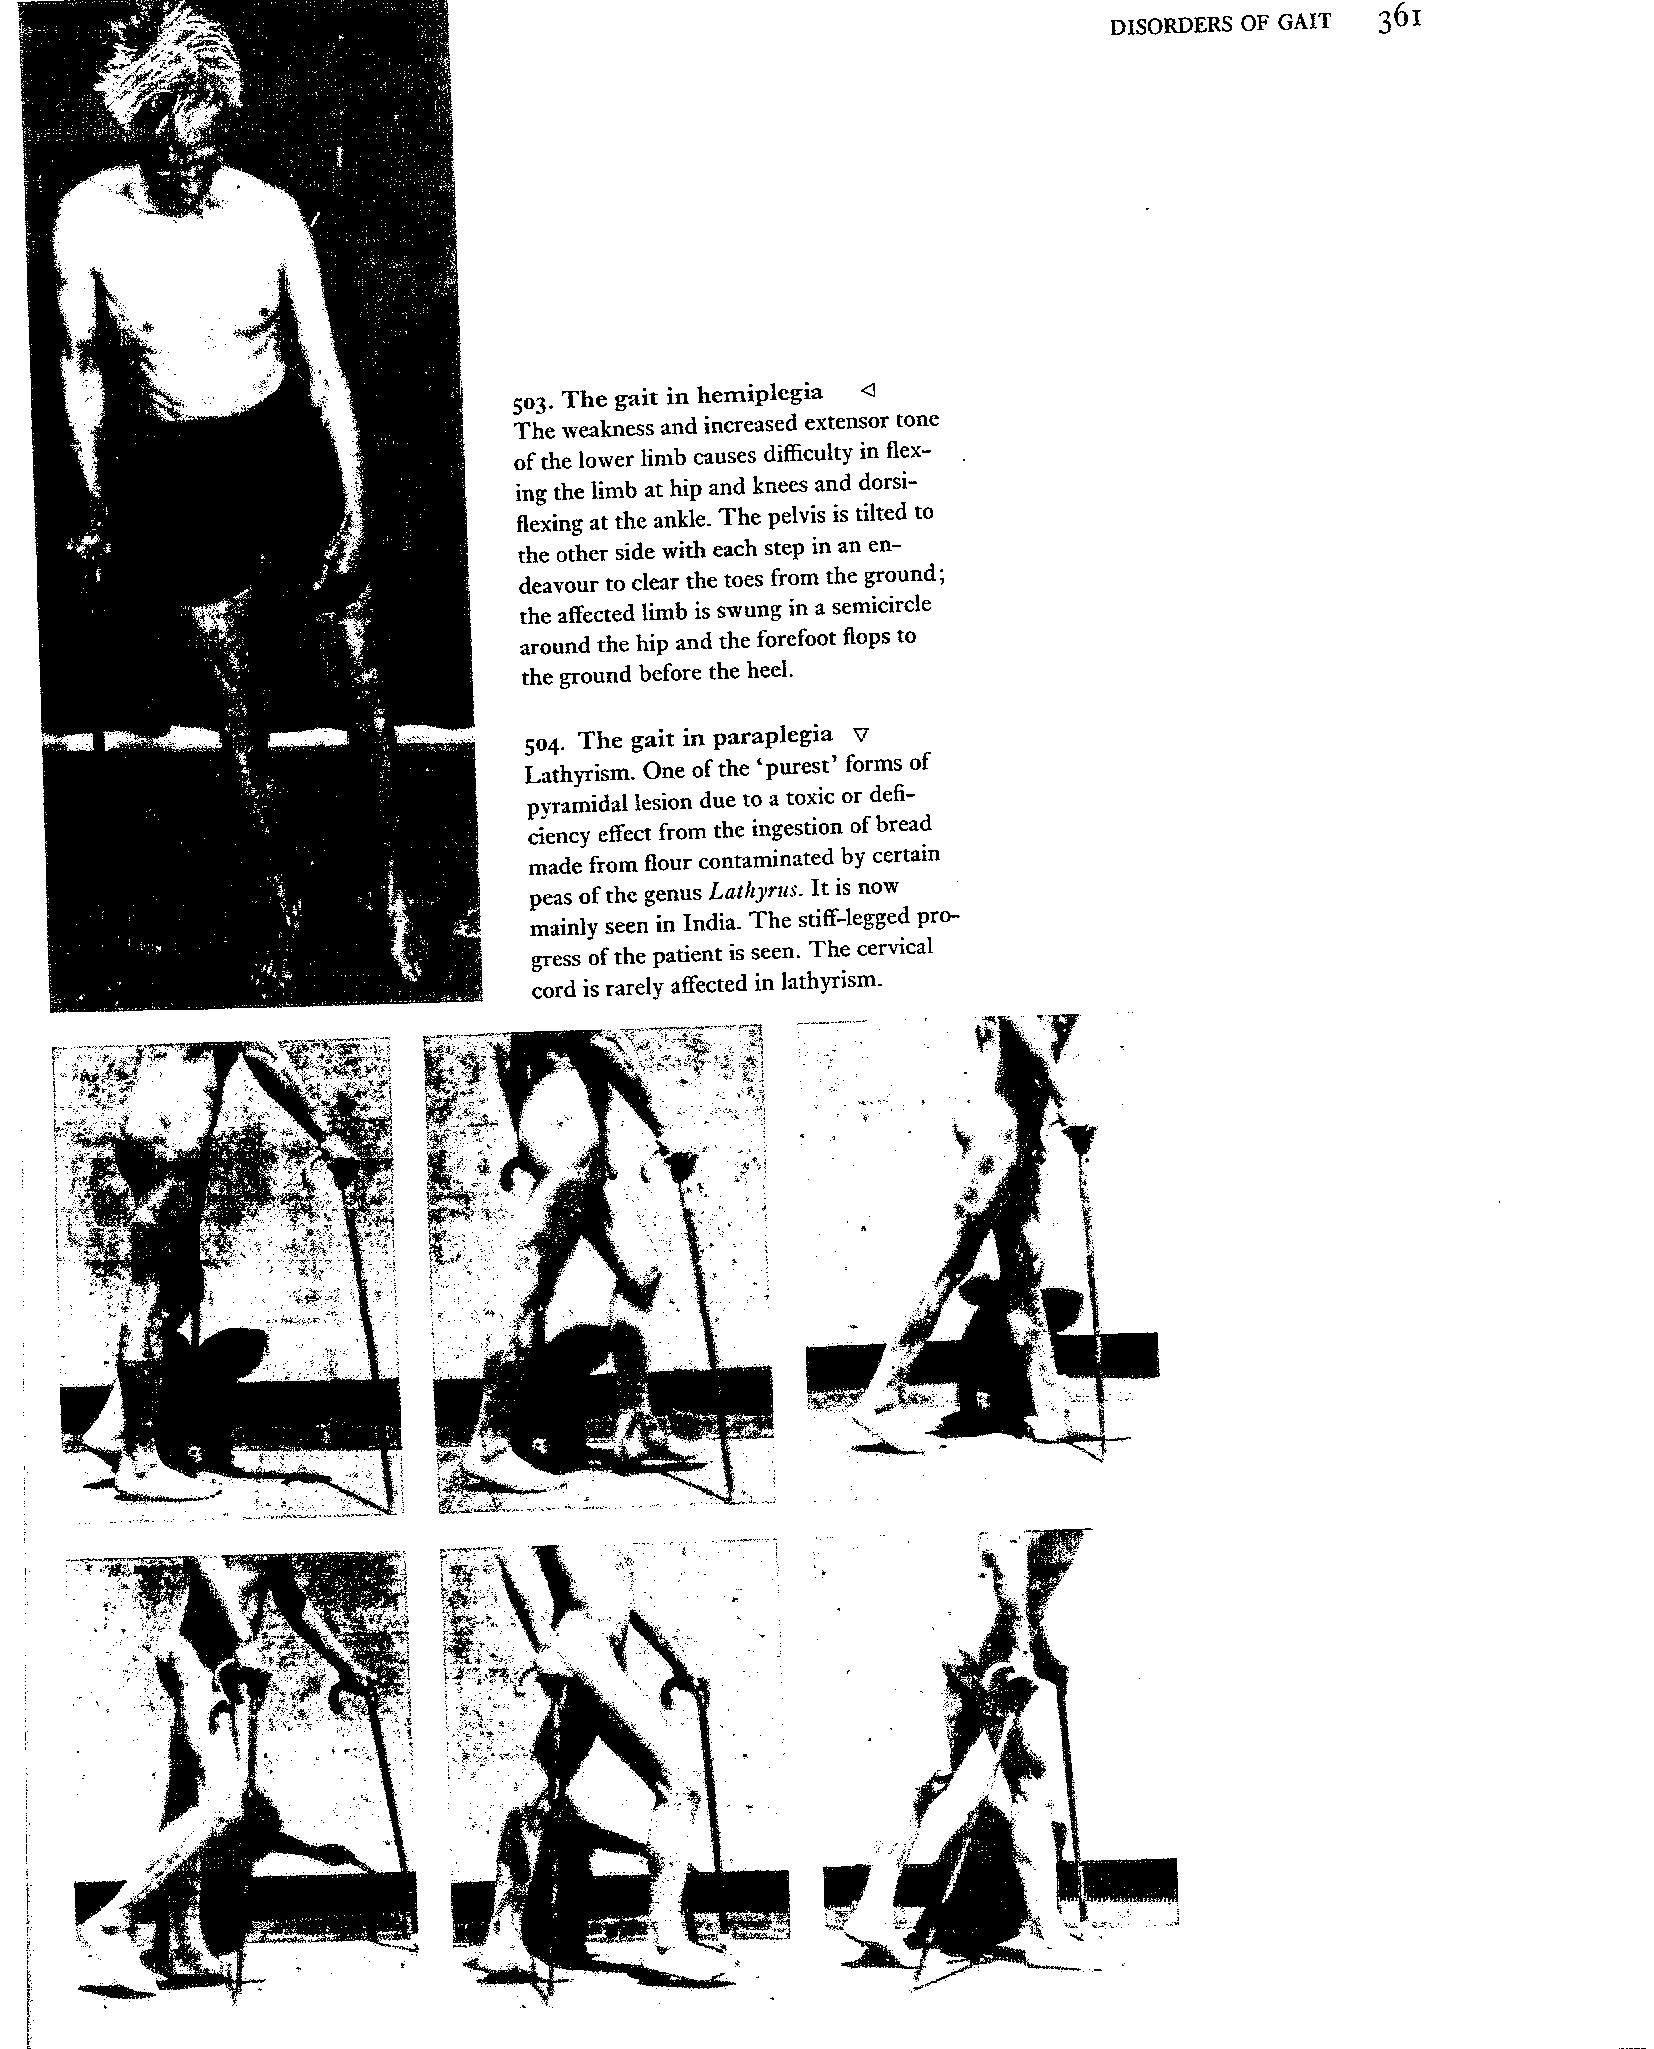 DISORDERS OF GAIT 361
503. The gait in hemiplegia ◁
The weakness and increased extensor tone
of the lower limb causes difficulty in flex-
ing the limb at hip and knees and dorsi-
flexing at the ankle. The pelvis is tilted to
the other side with each step in an en-
deavour to clear the toes from the ground;
the affected limb is swung in a semicircle
around the hip and the forefoot flops to
the ground before the heel.
504. The gait in paraplegia ▽
Lathyrism. One of the ‘purest’ forms of
pyramidal lesion due to a toxic or defi-
ciency effect from the ingestion of bread
made from flour contaminated by certain
peas of the genus Lathyrus. It is now
mainly seen in India. The stiff-legged pro-
gress of the patient is seen. The cervical
cord is rarely affected in lathyrism.